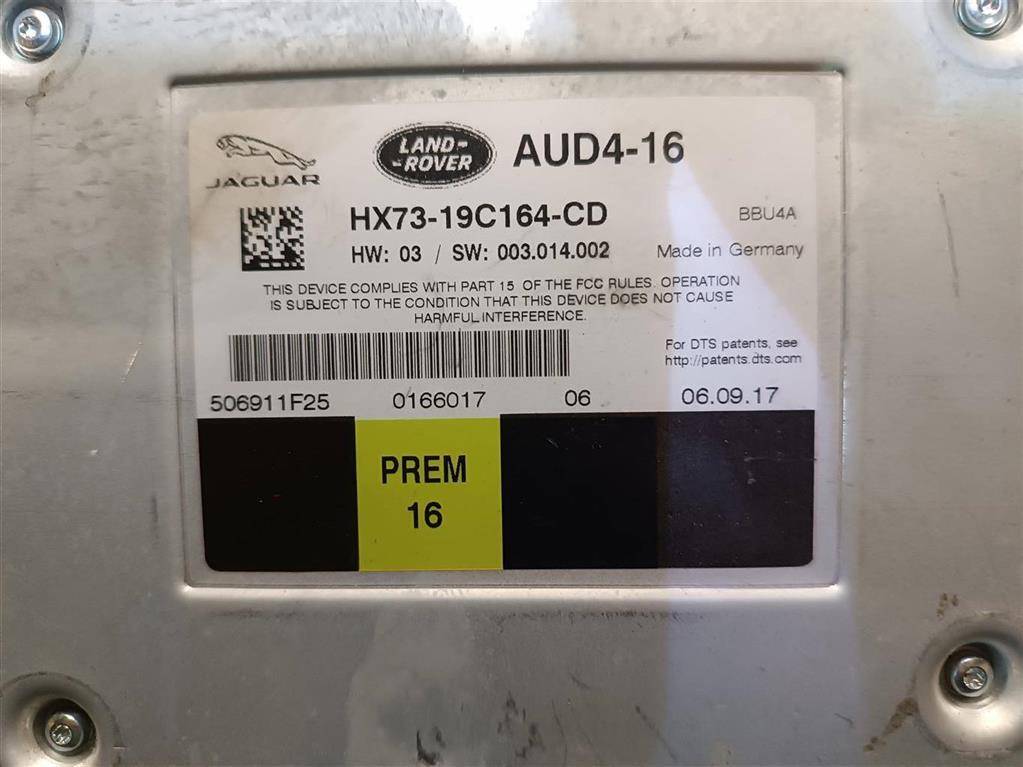 JAGUAR
LAND-
-ROVER
AUD4-16
HX73-19C164-CD
BBU4A
HW: 03 / SW: 003.014.002
Made in Germany
THIS DEVICE COMPLIES WITH PART 15 OF THE FCC RULES. OPERATION
IS SUBJECT TO THE CONDITION THAT THIS DEVICE DOES NOT CAUSE
HARMFUL INTERFERENCE.
For DTS patents, see
http://patents.dts.com
506911F25
0166017
06
06.09.17
PREM
16